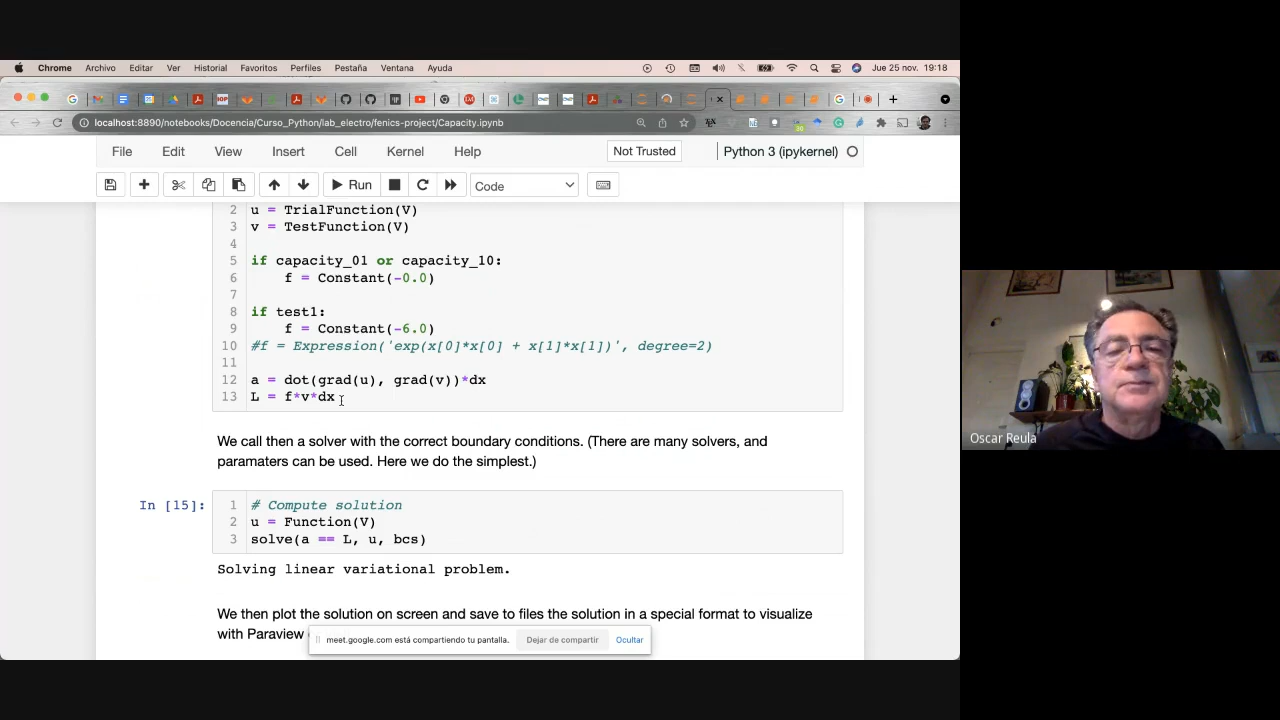 Chrome Archivo Editar Ver Historial Favoritos Perfiles Pestaña Ventana Ayuda Jue 25 nov. 19:18
localhost:8890/notebooks/Docencia/Curso_Python/lab_electro/fenics-project/Capacity.ipynb
File Edit View Insert Cell Kernel Help Not Trusted Python 3 (ipykernel)
Run Code
2 u = TrialFunction(V)
3 v = TestFunction(V)
4
5 if capacity_01 or capacity_10:
6 f = Constant(-0.0)
7
8 if test1:
9 f = Constant(-6.0)
10 #f = Expression('exp(x[0]*x[0] + x[1]*x[1])', degree=2)
11
12 a = dot(grad(u), grad(v))*dx
13 L = f*v*dx
We call then a solver with the correct boundary conditions. (There are many solvers, and
paramaters can be used. Here we do the simplest.)
In [15]: 1 # Compute solution
2 u = Function(V)
3 solve(a == L, u, bcs)
Solving linear variational problem.
We then plot the solution on screen and save to files the solution in a special format to visualize
with Paraview
meet.google.com está compartiendo tu pantalla. Dejar de compartir Ocultar
Oscar Reula